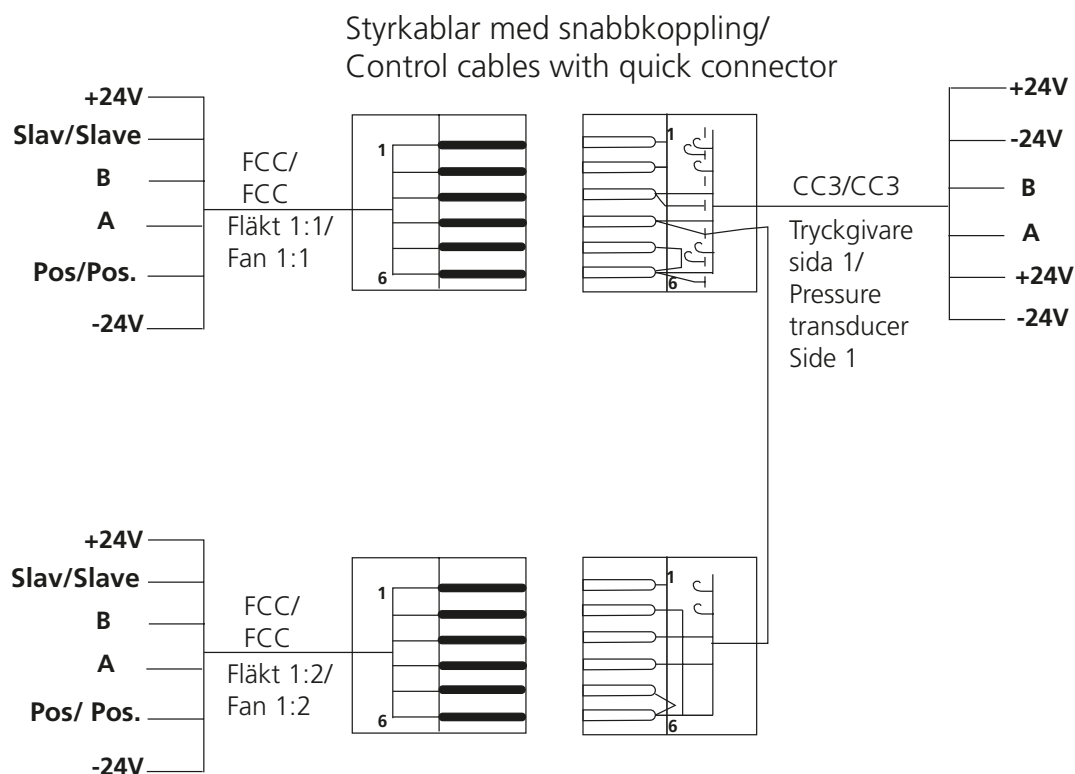 Styrkablar med snabbkoppling/
Control cables with quick connector
+24V
Slav/Slave
B
A
Pos/Pos.
-24V
FCC/
FCC
Fläkt 1:1/
Fan 1:1
1
6
1
6
CC3/CC3
Tryckgivare
sida 1/
Pressure
transducer
Side 1
+24V
-24V
B
A
+24V
-24V
+24V
Slav/Slave
B
A
Pos/ Pos.
-24V
FCC/
FCC
Fläkt 1:2/
Fan 1:2
1
6
1
6